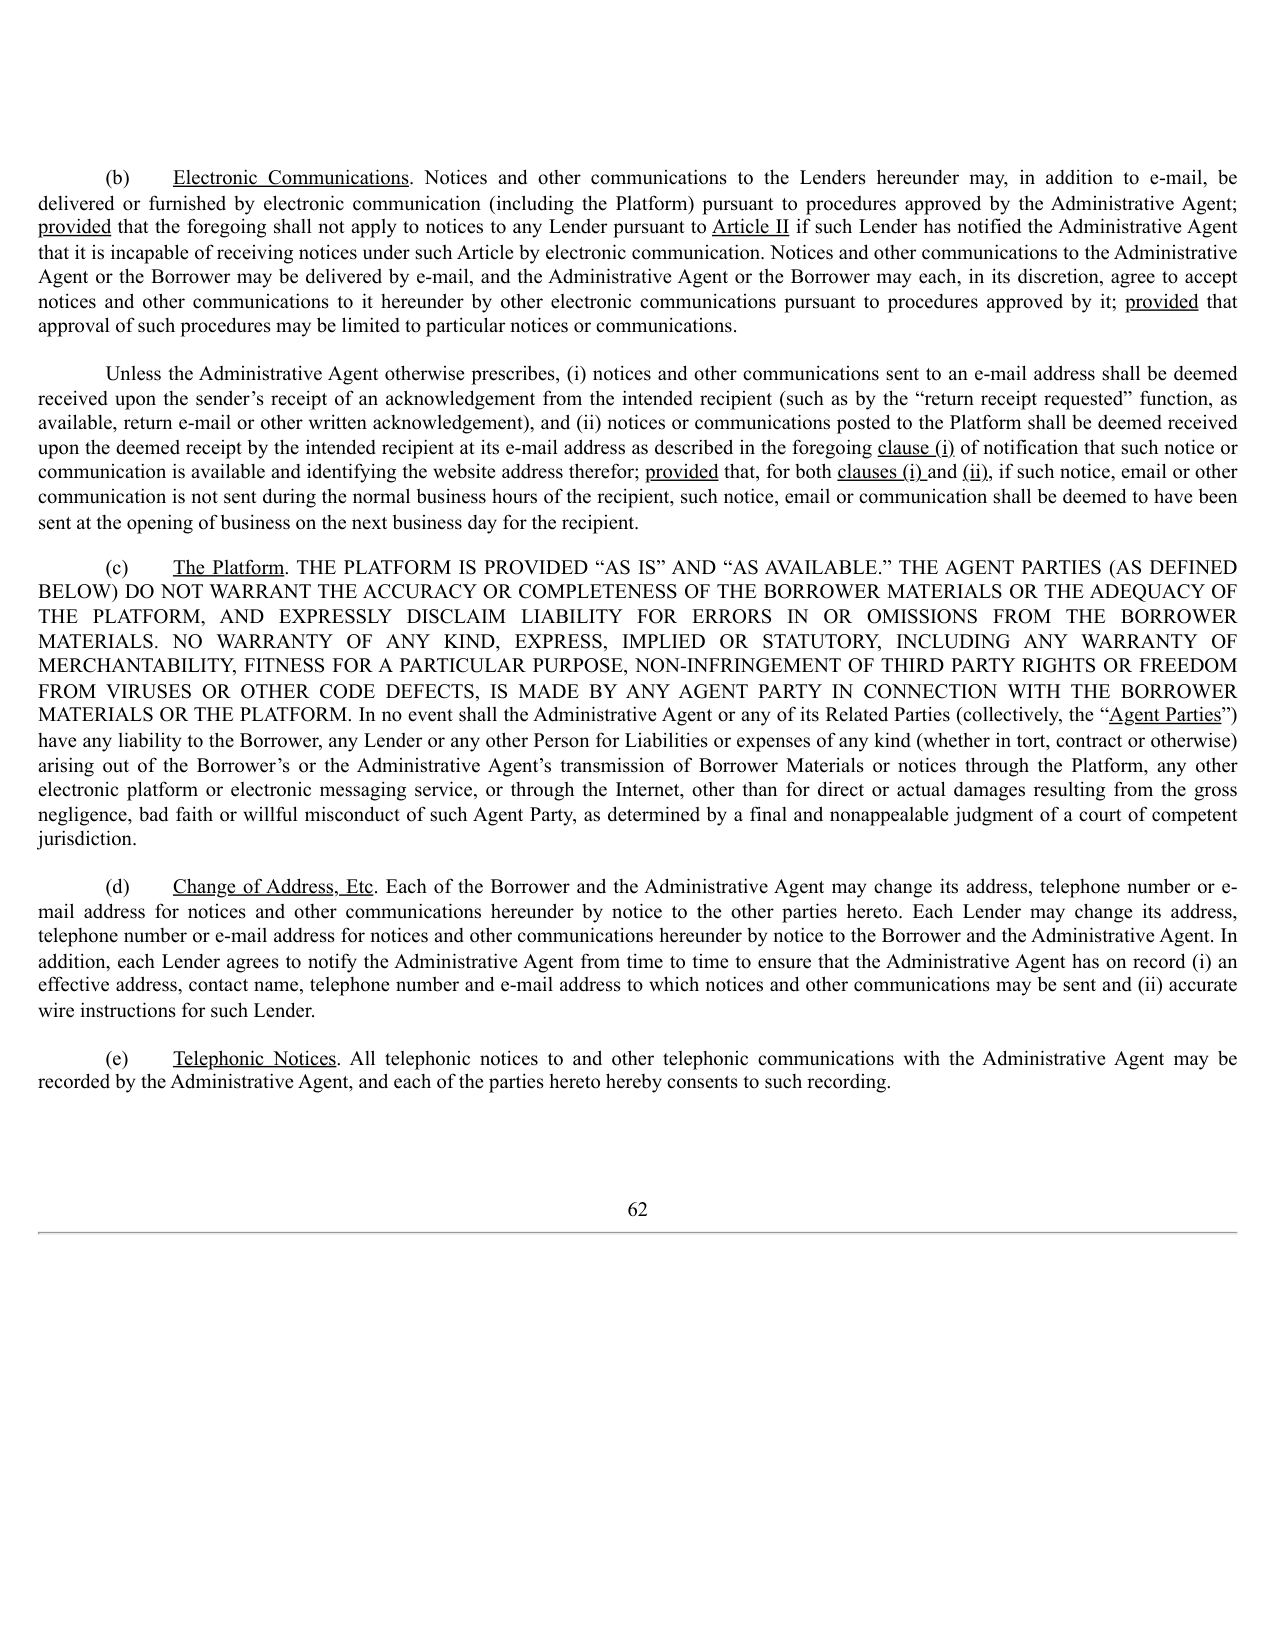 (b) Electronic Communications. Notices and other communications to the Lenders hereunder may, in addition to e-mail, be
delivered or furnished by electronic communication (including the Platform) pursuant to procedures approved by the Administrative Agent;
provided that the foregoing shall not apply to notices to any Lender pursuant to Article II if such Lender has notified the Administrative Agent
that it is incapable of receiving notices under such Article by electronic communication. Notices and other communications to the Administrative
Agent or the Borrower may be delivered by e-mail, and the Administrative Agent or the Borrower may each, in its discretion, agree to accept
notices and other communications to it hereunder by other electronic communications pursuant to procedures approved by it; provided that
approval of such procedures may be limited to particular notices or communications.
Unless the Administrative Agent otherwise prescribes, (i) notices and other communications sent to an e-mail address shall be deemed
received upon the sender’s receipt of an acknowledgement from the intended recipient (such as by the “return receipt requested” function, as
available, return e-mail or other written acknowledgement), and (ii) notices or communications posted to the Platform shall be deemed received
upon the deemed receipt by the intended recipient at its e-mail address as described in the foregoing clause (i) of notification that such notice or
communication is available and identifying the website address therefor; provided that, for both clauses (i) and (ii), if such notice, email or other
communication is not sent during the normal business hours of the recipient, such notice, email or communication shall be deemed to have been
sent at the opening of business on the next business day for the recipient.
(c) The Platform. THE PLATFORM IS PROVIDED “AS IS” AND “AS AVAILABLE.” THE AGENT PARTIES (AS DEFINED
BELOW) DO NOT WARRANT THE ACCURACY OR COMPLETENESS OF THE BORROWER MATERIALS OR THE ADEQUACY OF
THE PLATFORM, AND EXPRESSLY DISCLAIM LIABILITY FOR ERRORS IN OR OMISSIONS FROM THE BORROWER
MATERIALS. NO WARRANTY OF ANY KIND, EXPRESS, IMPLIED OR STATUTORY, INCLUDING ANY WARRANTY OF
MERCHANTABILITY, FITNESS FOR A PARTICULAR PURPOSE, NON-INFRINGEMENT OF THIRD PARTY RIGHTS OR FREEDOM
FROM VIRUSES OR OTHER CODE DEFECTS, IS MADE BY ANY AGENT PARTY IN CONNECTION WITH THE BORROWER
MATERIALS OR THE PLATFORM. In no event shall the Administrative Agent or any of its Related Parties (collectively, the “Agent Parties”)
have any liability to the Borrower, any Lender or any other Person for Liabilities or expenses of any kind (whether in tort, contract or otherwise)
arising out of the Borrower’s or the Administrative Agent’s transmission of Borrower Materials or notices through the Platform, any other
electronic platform or electronic messaging service, or through the Internet, other than for direct or actual damages resulting from the gross
negligence, bad faith or willful misconduct of such Agent Party, as determined by a final and nonappealable judgment of a court of competent
jurisdiction.
(d) Change of Address, Etc. Each of the Borrower and the Administrative Agent may change its address, telephone number or e-
mail address for notices and other communications hereunder by notice to the other parties hereto. Each Lender may change its address,
telephone number or e-mail address for notices and other communications hereunder by notice to the Borrower and the Administrative Agent. In
addition, each Lender agrees to notify the Administrative Agent from time to time to ensure that the Administrative Agent has on record (i) an
effective address, contact name, telephone number and e-mail address to which notices and other communications may be sent and (ii) accurate
wire instructions for such Lender.
(e) Telephonic Notices. All telephonic notices to and other telephonic communications with the Administrative Agent may be
recorded by the Administrative Agent, and each of the parties hereto hereby consents to such recording.
62